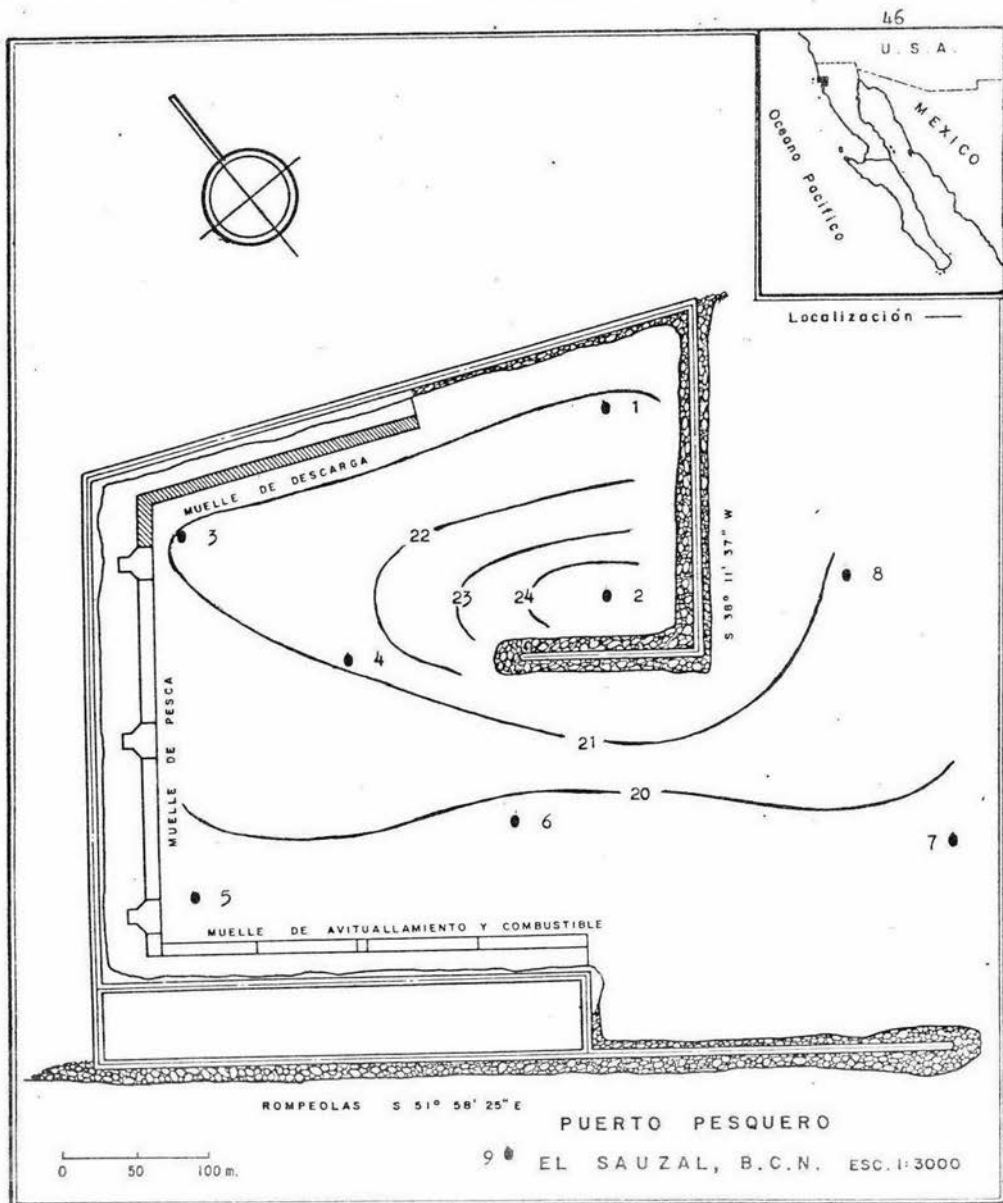 46
U.S.A.
MEXICO
Oceano Pacifico
Localización
1
MUELLE DE DESCARGA
3
22
23
24
2
S 38° 11' 37" W
8
4
MUELLE DE PESCA
21
20
6
7
5
MUELLE DE AVITUALLAMIENTO Y COMBUSTIBLE
ROMPEOLAS S 51° 58' 25" E
PUERTO PESQUERO
0 50 100 m.
9 EL SAUZAL, B.C.N. ESC. 1:3000